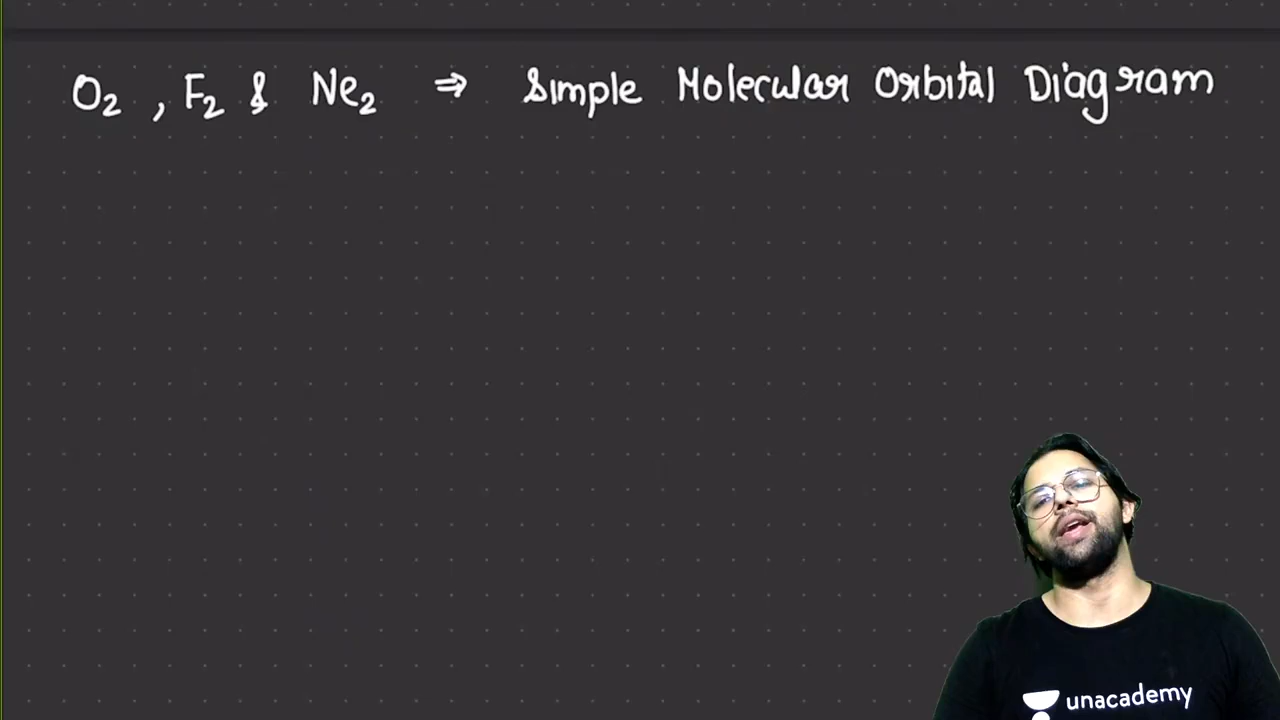 O₂ , F₂ & Ne₂ ⇒ Simple Molecular Orbital Diagram
unacademy